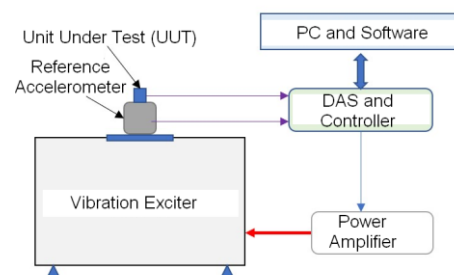 Unit Under Test (UUT)
Reference
Accelerometer
PC and Software
DAS and
Controller
Vibration Exciter
Power
Amplifier